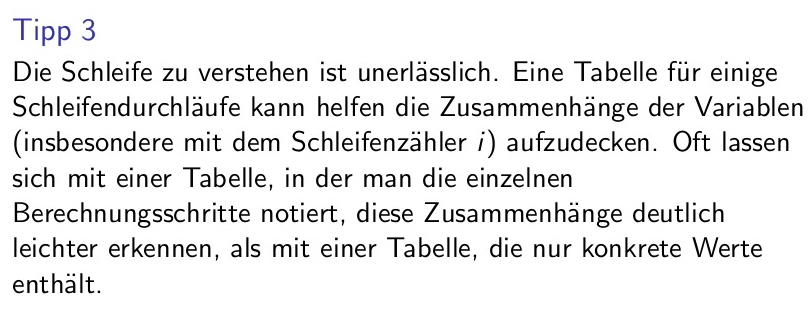 Tipp 3
Die Schleife zu verstehen ist unerlässlich. Eine Tabelle für einige
Schleifendurchläufe kann helfen die Zusammenhänge der Variablen
(insbesondere mit dem Schleifenzähler i) aufzudecken. Oft lassen
sich mit einer Tabelle, in der man die einzelnen
Berechnungsschritte notiert, diese Zusammenhänge deutlich
leichter erkennen, als mit einer Tabelle, die nur konkrete Werte
enthält.